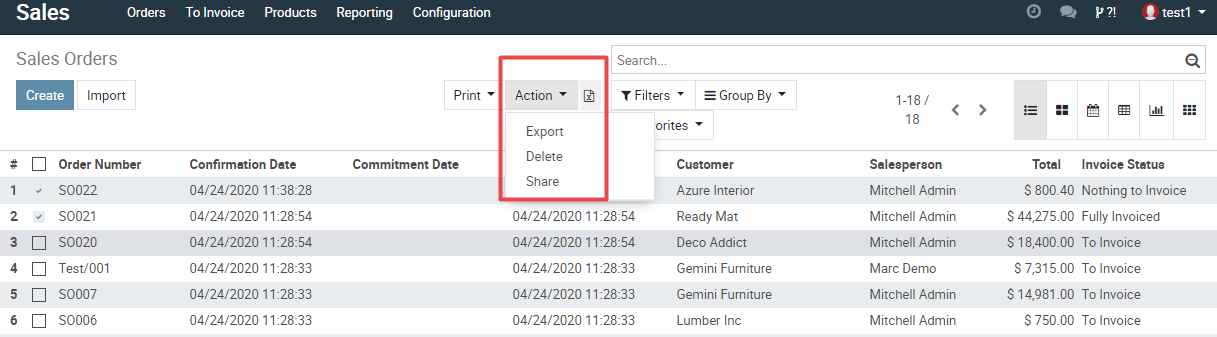 Sales Orders To Invoice Products Reporting Configuration ?! test1
Sales Orders Search...
Create Import Print Action Filters Group By 1-18 / 18
orites
Export
Delete
Share
# Order Number Confirmation Date Commitment Date Customer Salesperson Total Invoice Status
1 SO022 04/24/2020 11:38:28 Azure Interior Mitchell Admin $ 800.40 Nothing to Invoice
2 SO021 04/24/2020 11:28:54 04/24/2020 11:28:54 Ready Mat Mitchell Admin $ 44,275.00 Fully Invoiced
3 SO020 04/24/2020 11:28:54 04/24/2020 11:28:54 Deco Addict Mitchell Admin $ 18,400.00 To Invoice
4 Test/001 04/24/2020 11:28:33 04/24/2020 11:28:33 Gemini Furniture Marc Demo $ 7,315.00 To Invoice
5 SO007 04/24/2020 11:28:33 04/24/2020 11:28:33 Gemini Furniture Mitchell Admin $ 14,981.00 To Invoice
6 SO006 04/24/2020 11:28:33 04/24/2020 11:28:33 Lumber Inc Mitchell Admin $ 750.00 To Invoice